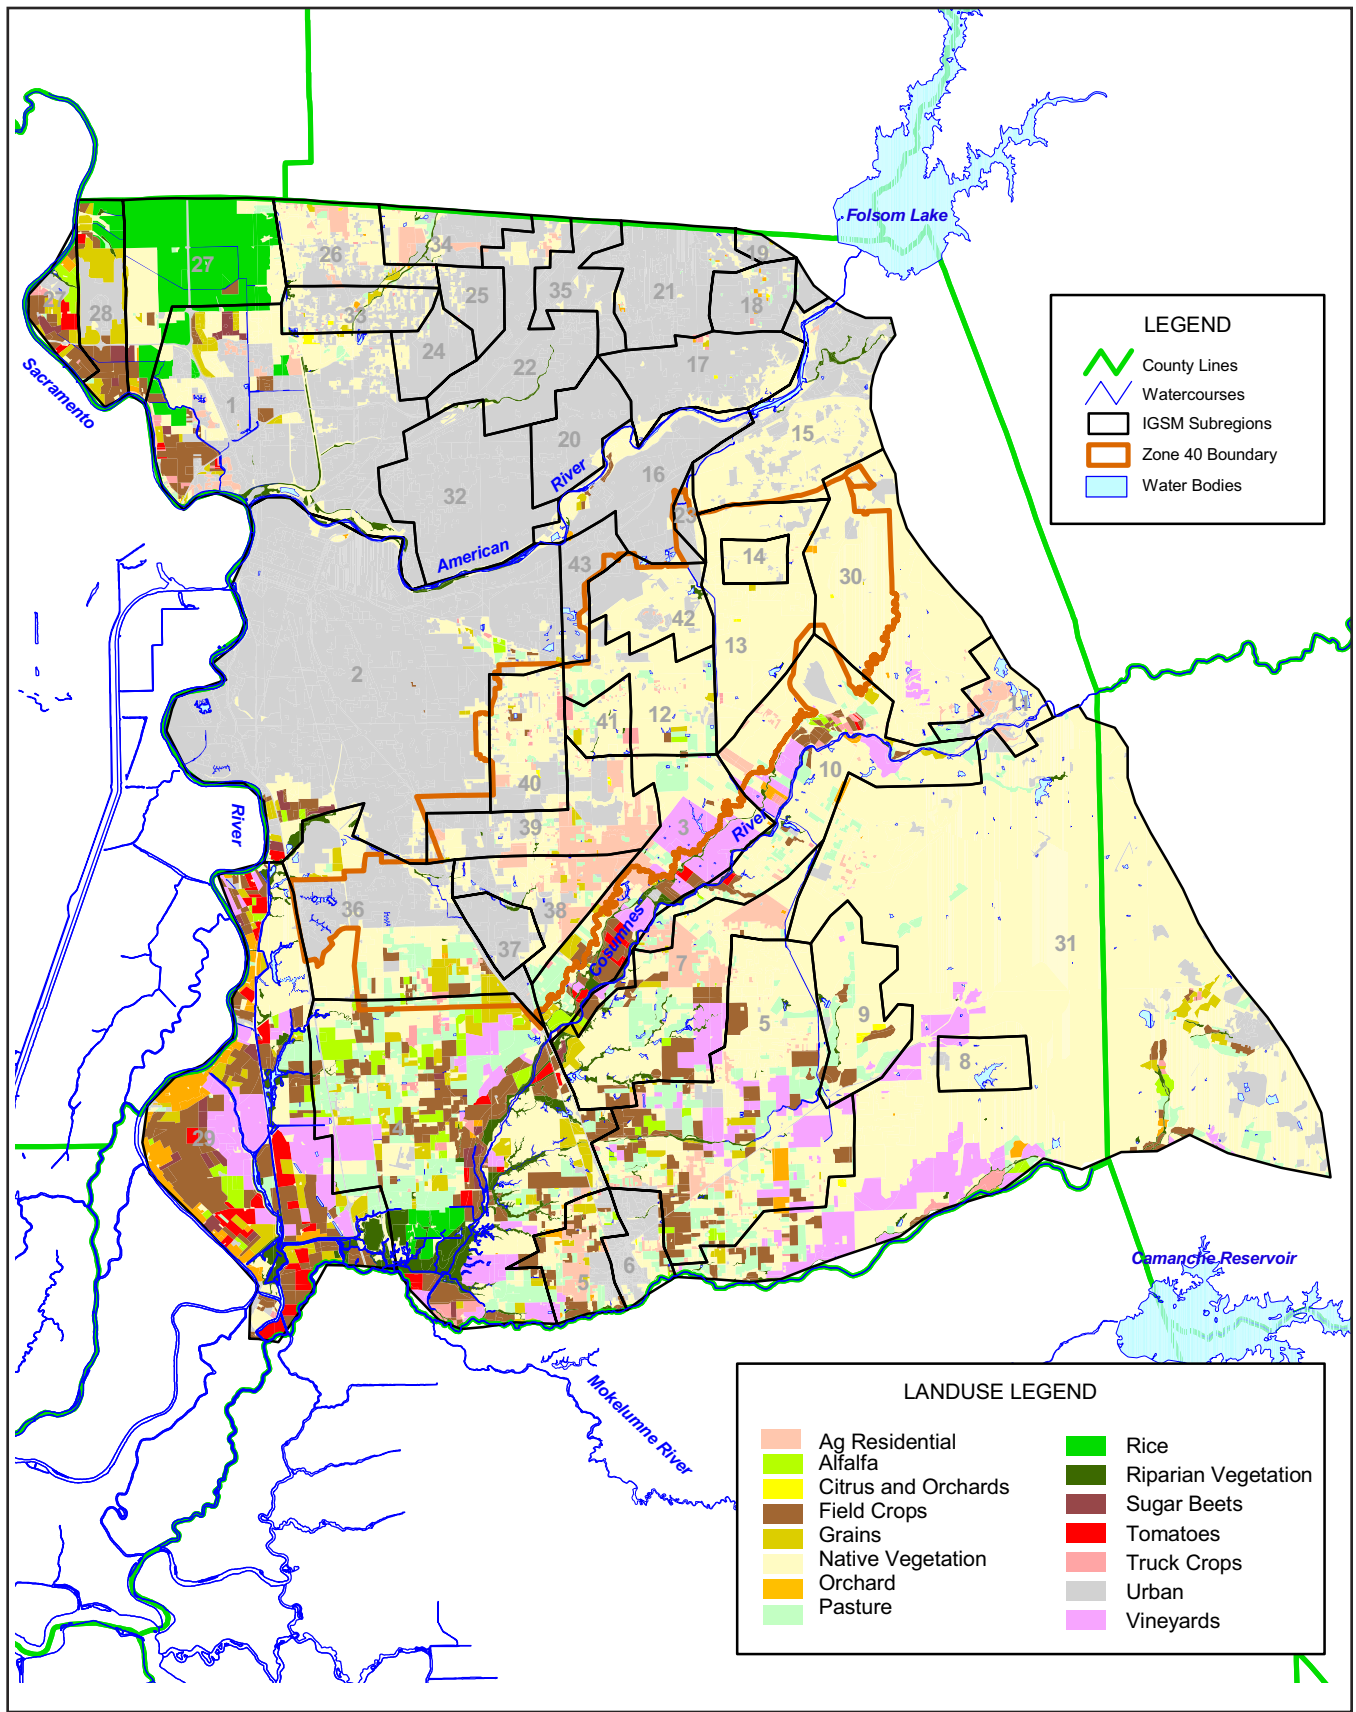 Folsom Lake
19
34
26
27
25
35
21
18
28
33
24
22
17
Sacramento
1
15
20
River
16
32
23
American
14
43
30
42
13
2
41
12
11
10
40
River
39
3
River
36
38
Cosumnes
37
31
7
5
9
8
4
29
6
5
Camanche Reservoir
Mokelumne River
LEGEND
County Lines
Watercourses
IGSM Subregions
Zone 40 Boundary
Water Bodies
LANDUSE LEGEND
Ag Residential
Alfalfa
Citrus and Orchards
Field Crops
Grains
Native Vegetation
Orchard
Pasture
Rice
Riparian Vegetation
Sugar Beets
Tomatoes
Truck Crops
Urban
Vineyards